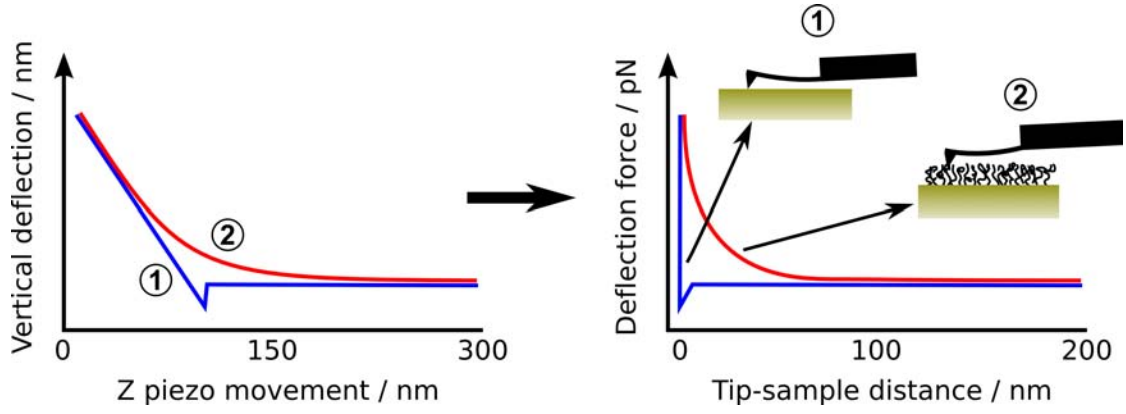 Vertical deflection / nm
②
①
0
150
300
Z piezo movement / nm
Deflection force / pN
①
②
0
100
200
Tip-sample distance / nm